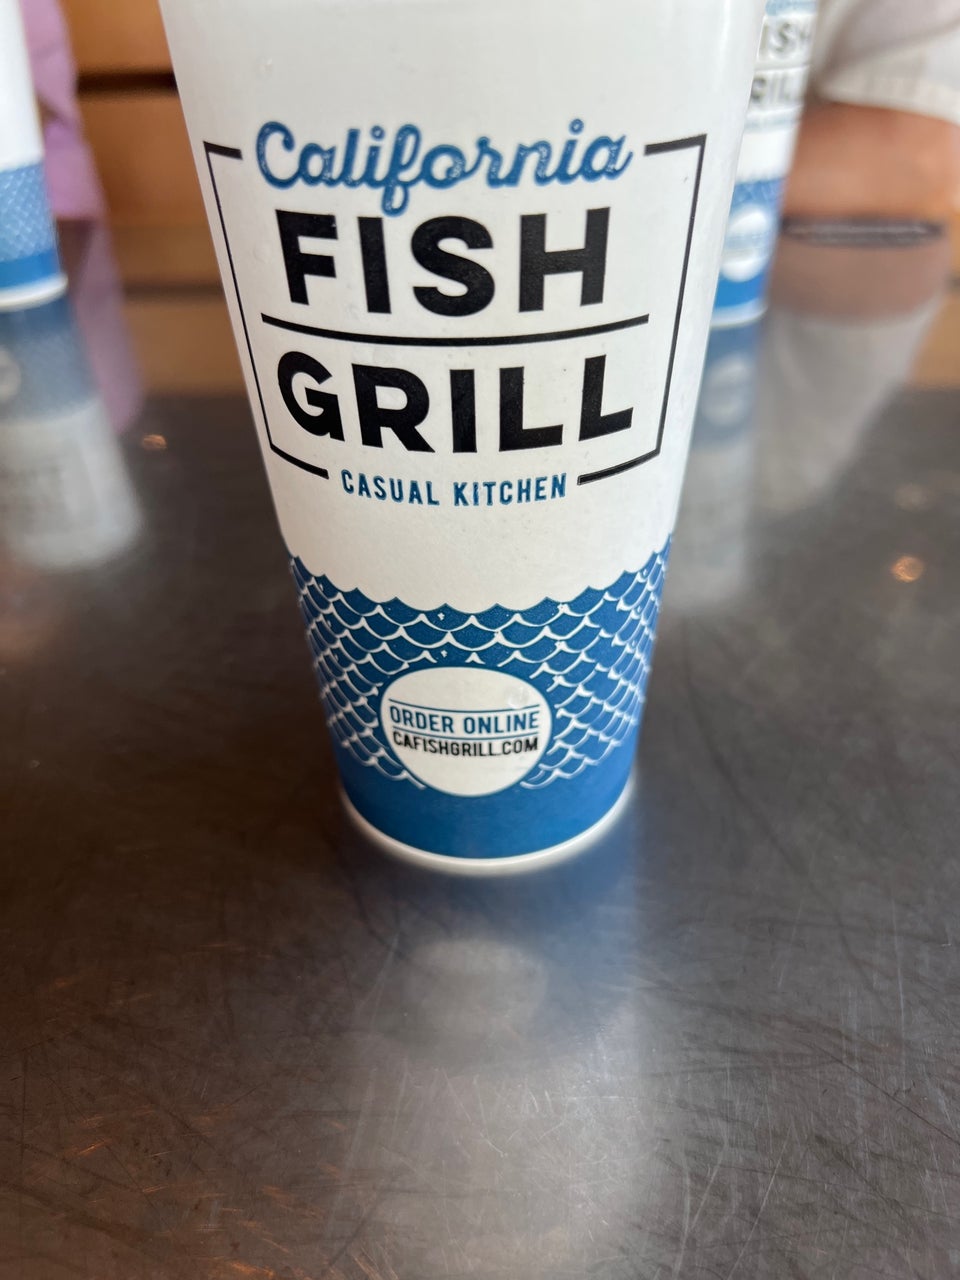 California
FISH
GRILL
CASUAL KITCHEN
ORDER ONLINE
CAFISHGRILL.COM